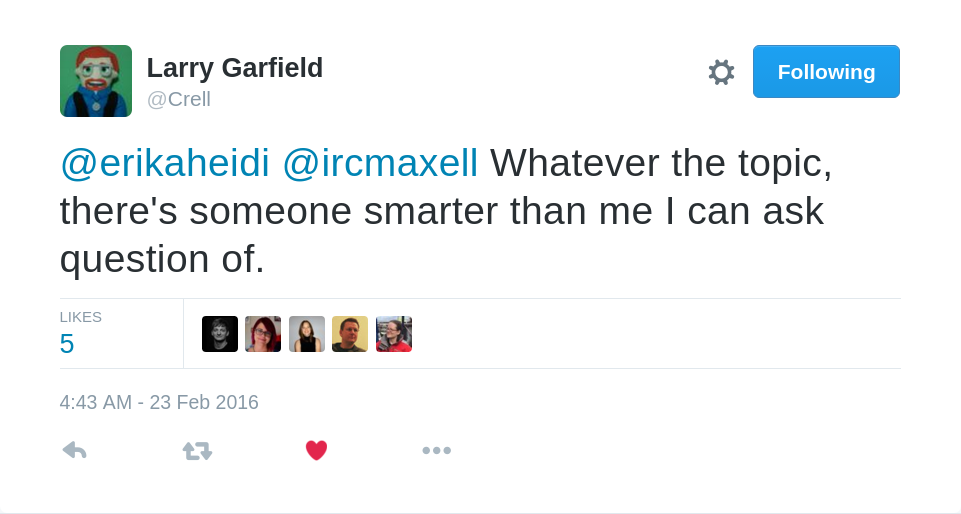 Larry Garfield
@Crell
Following
@erikaheidi @ircmaxell Whatever the topic,
there's someone smarter than me I can ask
question of.
LIKES
5
4:43 AM - 23 Feb 2016